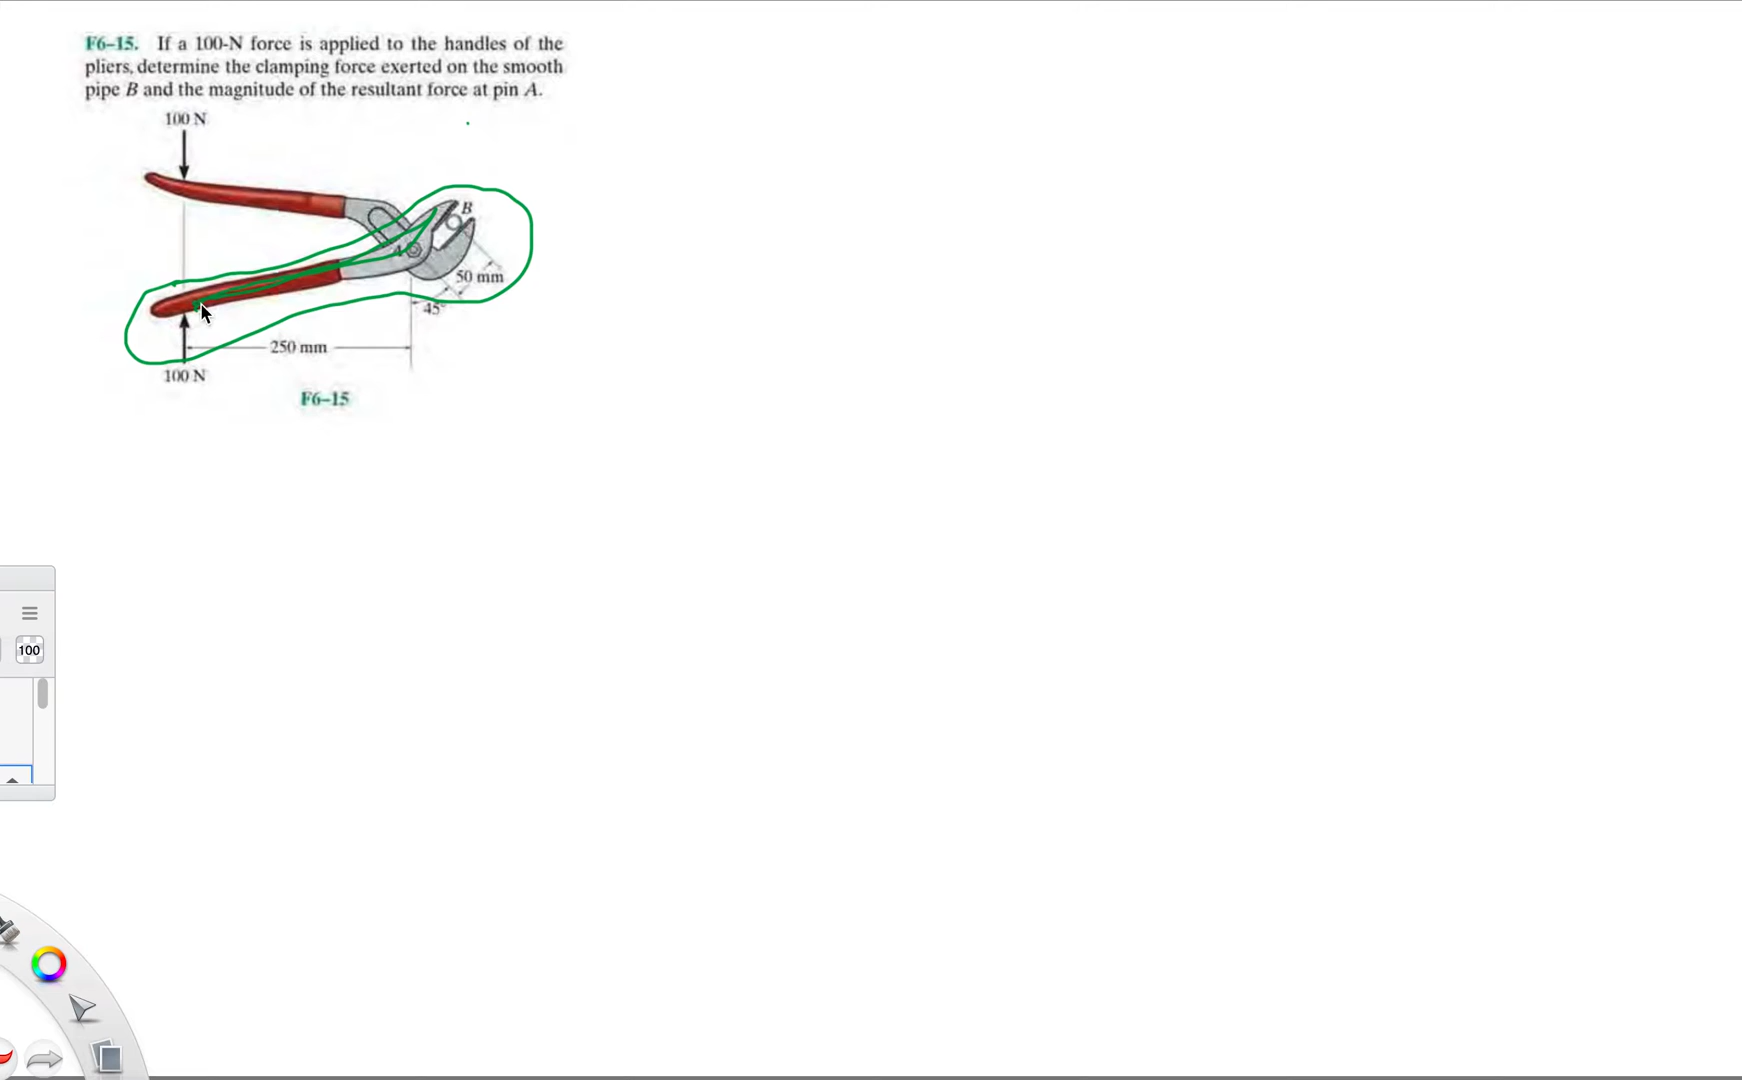 F6–15. If a 100-N force is applied to the handles of the
pliers, determine the clamping force exerted on the smooth
pipe B and the magnitude of the resultant force at pin A.
100 N
B
A
50 mm
45°
250 mm
100 N
F6–15
100